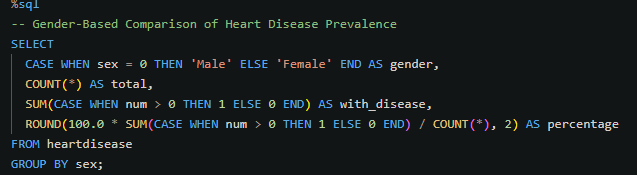 %sql
-- Gender-Based Comparison of Heart Disease Prevalence
SELECT
CASE WHEN sex = 0 THEN 'Male' ELSE 'Female' END AS gender,
COUNT(*) AS total,
SUM(CASE WHEN num > 0 THEN 1 ELSE 0 END) AS with_disease,
ROUND(100.0 * SUM(CASE WHEN num > 0 THEN 1 ELSE 0 END) / COUNT(*), 2) AS percentage
FROM heartdisease
GROUP BY sex;